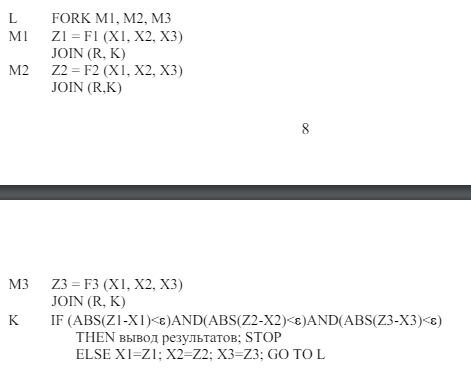 L FORK M1, M2, M3
M1 Z1 = F1 (X1, X2, X3)
JOIN (R, K)
M2 Z2 = F2 (X1, X2, X3)
JOIN (R,K)
8
M3 Z3 = F3 (X1, X2, X3)
JOIN (R, K)
K IF (ABS(Z1-X1)<ε)AND(ABS(Z2-X2)<ε)AND(ABS(Z3-X3)<ε)
THEN вывод результатов; STOP
ELSE X1=Z1; X2=Z2; X3=Z3; GO TO L